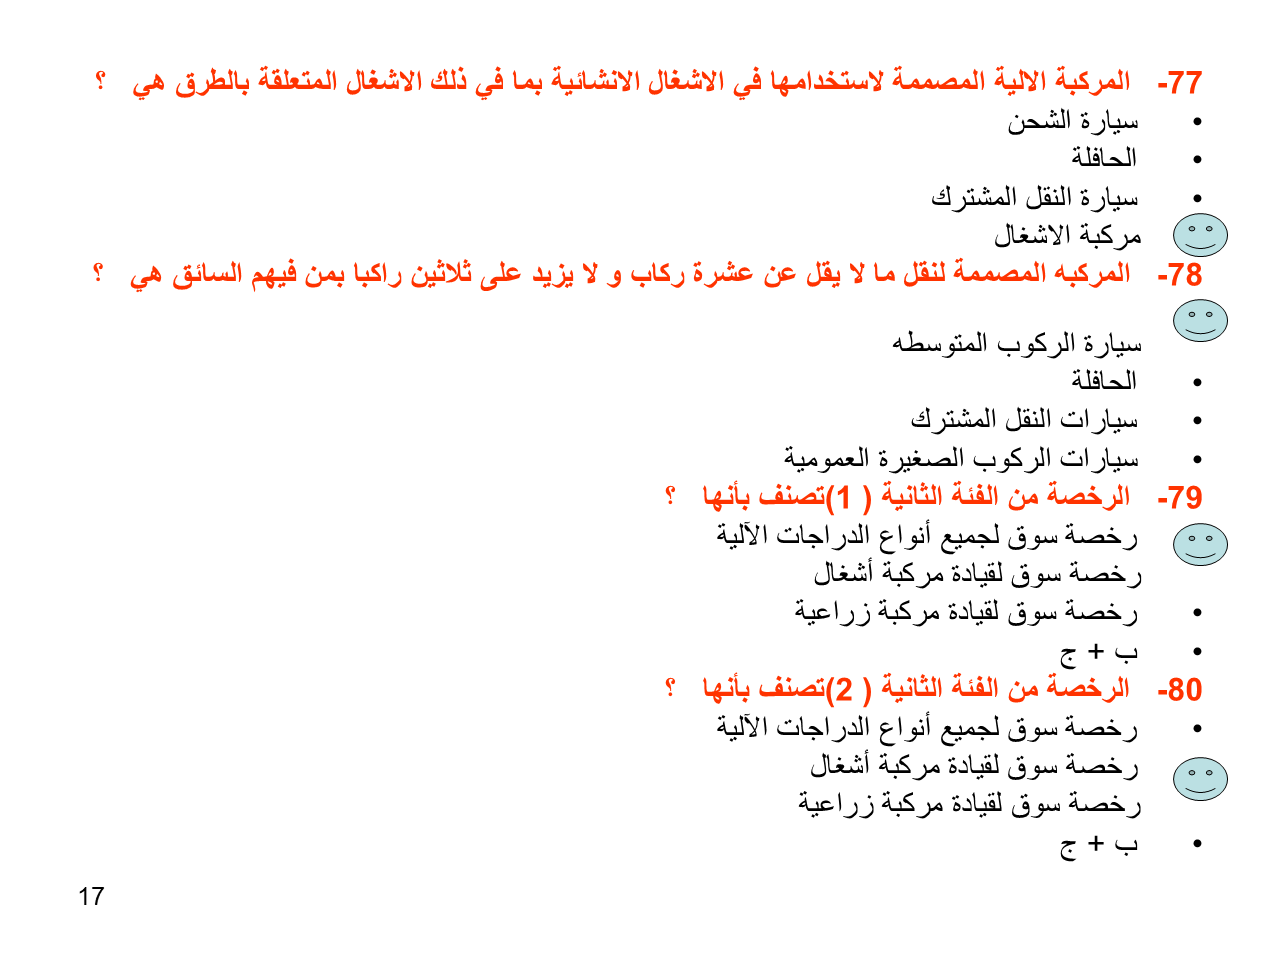 77- المركبة الالية المصممة لاستخدامها في الاشغال الانشائية بما في ذلك الاشغال المتعلقة بالطرق هي ؟
• سيارة الشحن
• الحافلة
• سيارة النقل المشترك
مركبة الاشغال
78- المركبه المصممة لنقل ما لا يقل عن عشرة ركاب و لا يزيد على ثلاثين راكبا بمن فيهم السائق هي ؟
سيارة الركوب المتوسطه
• الحافلة
• سيارات النقل المشترك
• سيارات الركوب الصغيرة العمومية
79- الرخصة من الفئة الثانية ( 1)تصنف بأنها ؟
رخصة سوق لجميع أنواع الدراجات الآلية
رخصة سوق لقيادة مركبة أشغال
• رخصة سوق لقيادة مركبة زراعية
• ب + ج
80- الرخصة من الفئة الثانية ( 2)تصنف بأنها ؟
• رخصة سوق لجميع أنواع الدراجات الآلية
رخصة سوق لقيادة مركبة أشغال
رخصة سوق لقيادة مركبة زراعية
• ب + ج
17